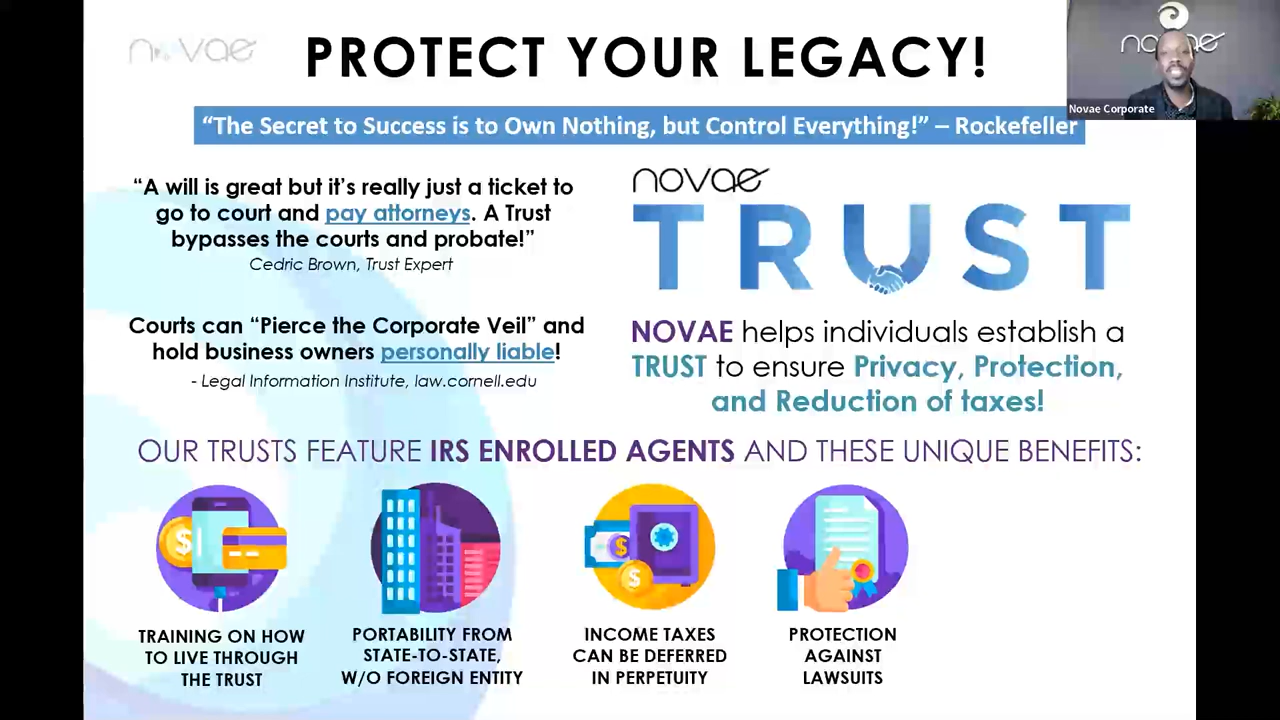 novae
PROTECT YOUR LEGACY!
novae
Novae Corporate
“The Secret to Success is to Own Nothing, but Control Everything!” – Rockefeller
“A will is great but it’s really just a ticket to
go to court and pay attorneys. A Trust
bypasses the courts and probate!”
Cedric Brown, Trust Expert
Courts can “Pierce the Corporate Veil” and
hold business owners personally liable!
- Legal Information Institute, law.cornell.edu
novae
TRUST
NOVAE helps individuals establish a
TRUST to ensure Privacy, Protection,
and Reduction of taxes!
OUR TRUSTS FEATURE IRS ENROLLED AGENTS AND THESE UNIQUE BENEFITS:
TRAINING ON HOW
TO LIVE THROUGH
THE TRUST
PORTABILITY FROM
STATE-TO-STATE,
W/O FOREIGN ENTITY
INCOME TAXES
CAN BE DEFERRED
IN PERPETUITY
PROTECTION
AGAINST
LAWSUITS